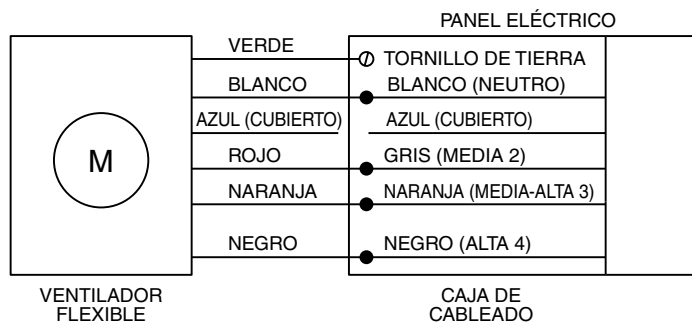 PANEL ELÉCTRICO
VERDE
TORNILLO DE TIERRA
BLANCO
BLANCO (NEUTRO)
AZUL (CUBIERTO)
AZUL (CUBIERTO)
M
ROJO
GRIS (MEDIA 2)
NARANJA
NARANJA (MEDIA-ALTA 3)
NEGRO
NEGRO (ALTA 4)
VENTILADOR
FLEXIBLE
CAJA DE
CABLEADO